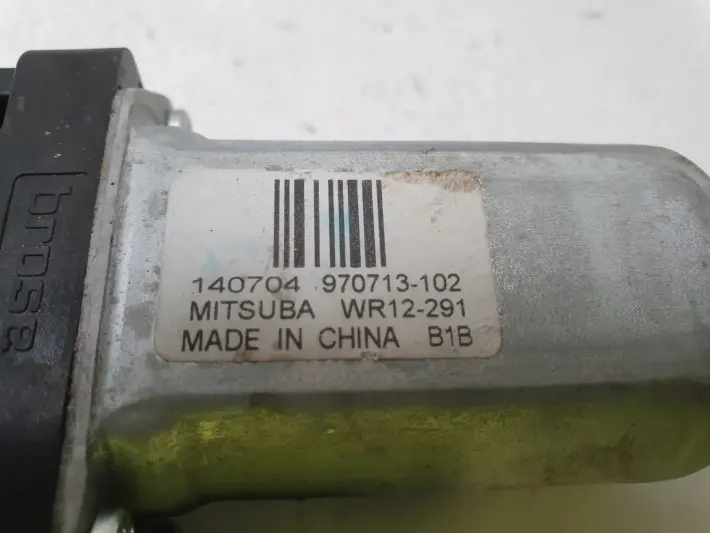 brose
140704 970713-102
MITSUBA WR12-291
MADE IN CHINA B1B